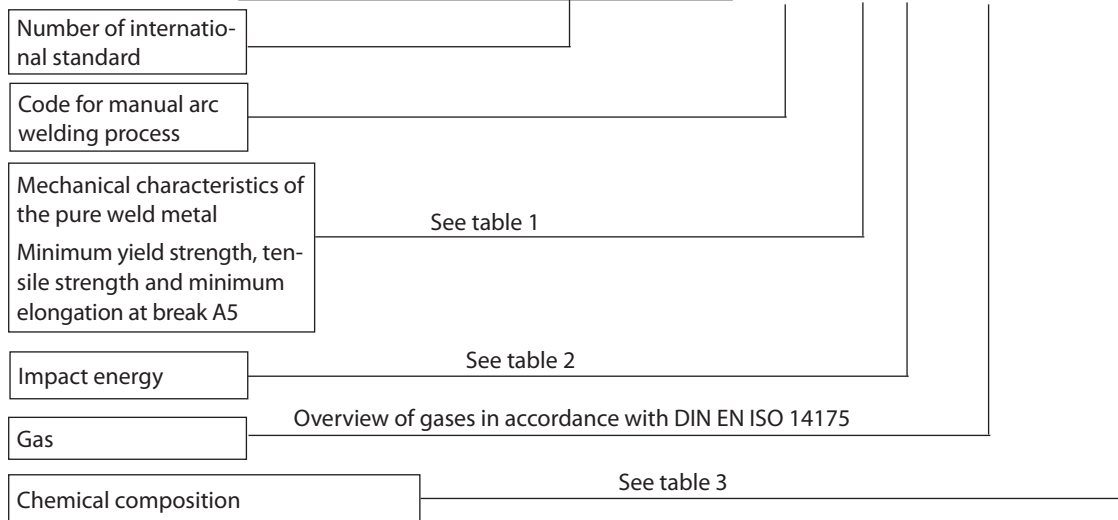 Number of internatio-
nal standard
Code for manual arc
welding process
Mechanical characteristics of
the pure weld metal
See table 1
Minimum yield strength, ten-
sile strength and minimum
elongation at break A5
See table 2
Impact energy
Overview of gases in accordance with DIN EN ISO 14175
Gas
See table 3
Chemical composition